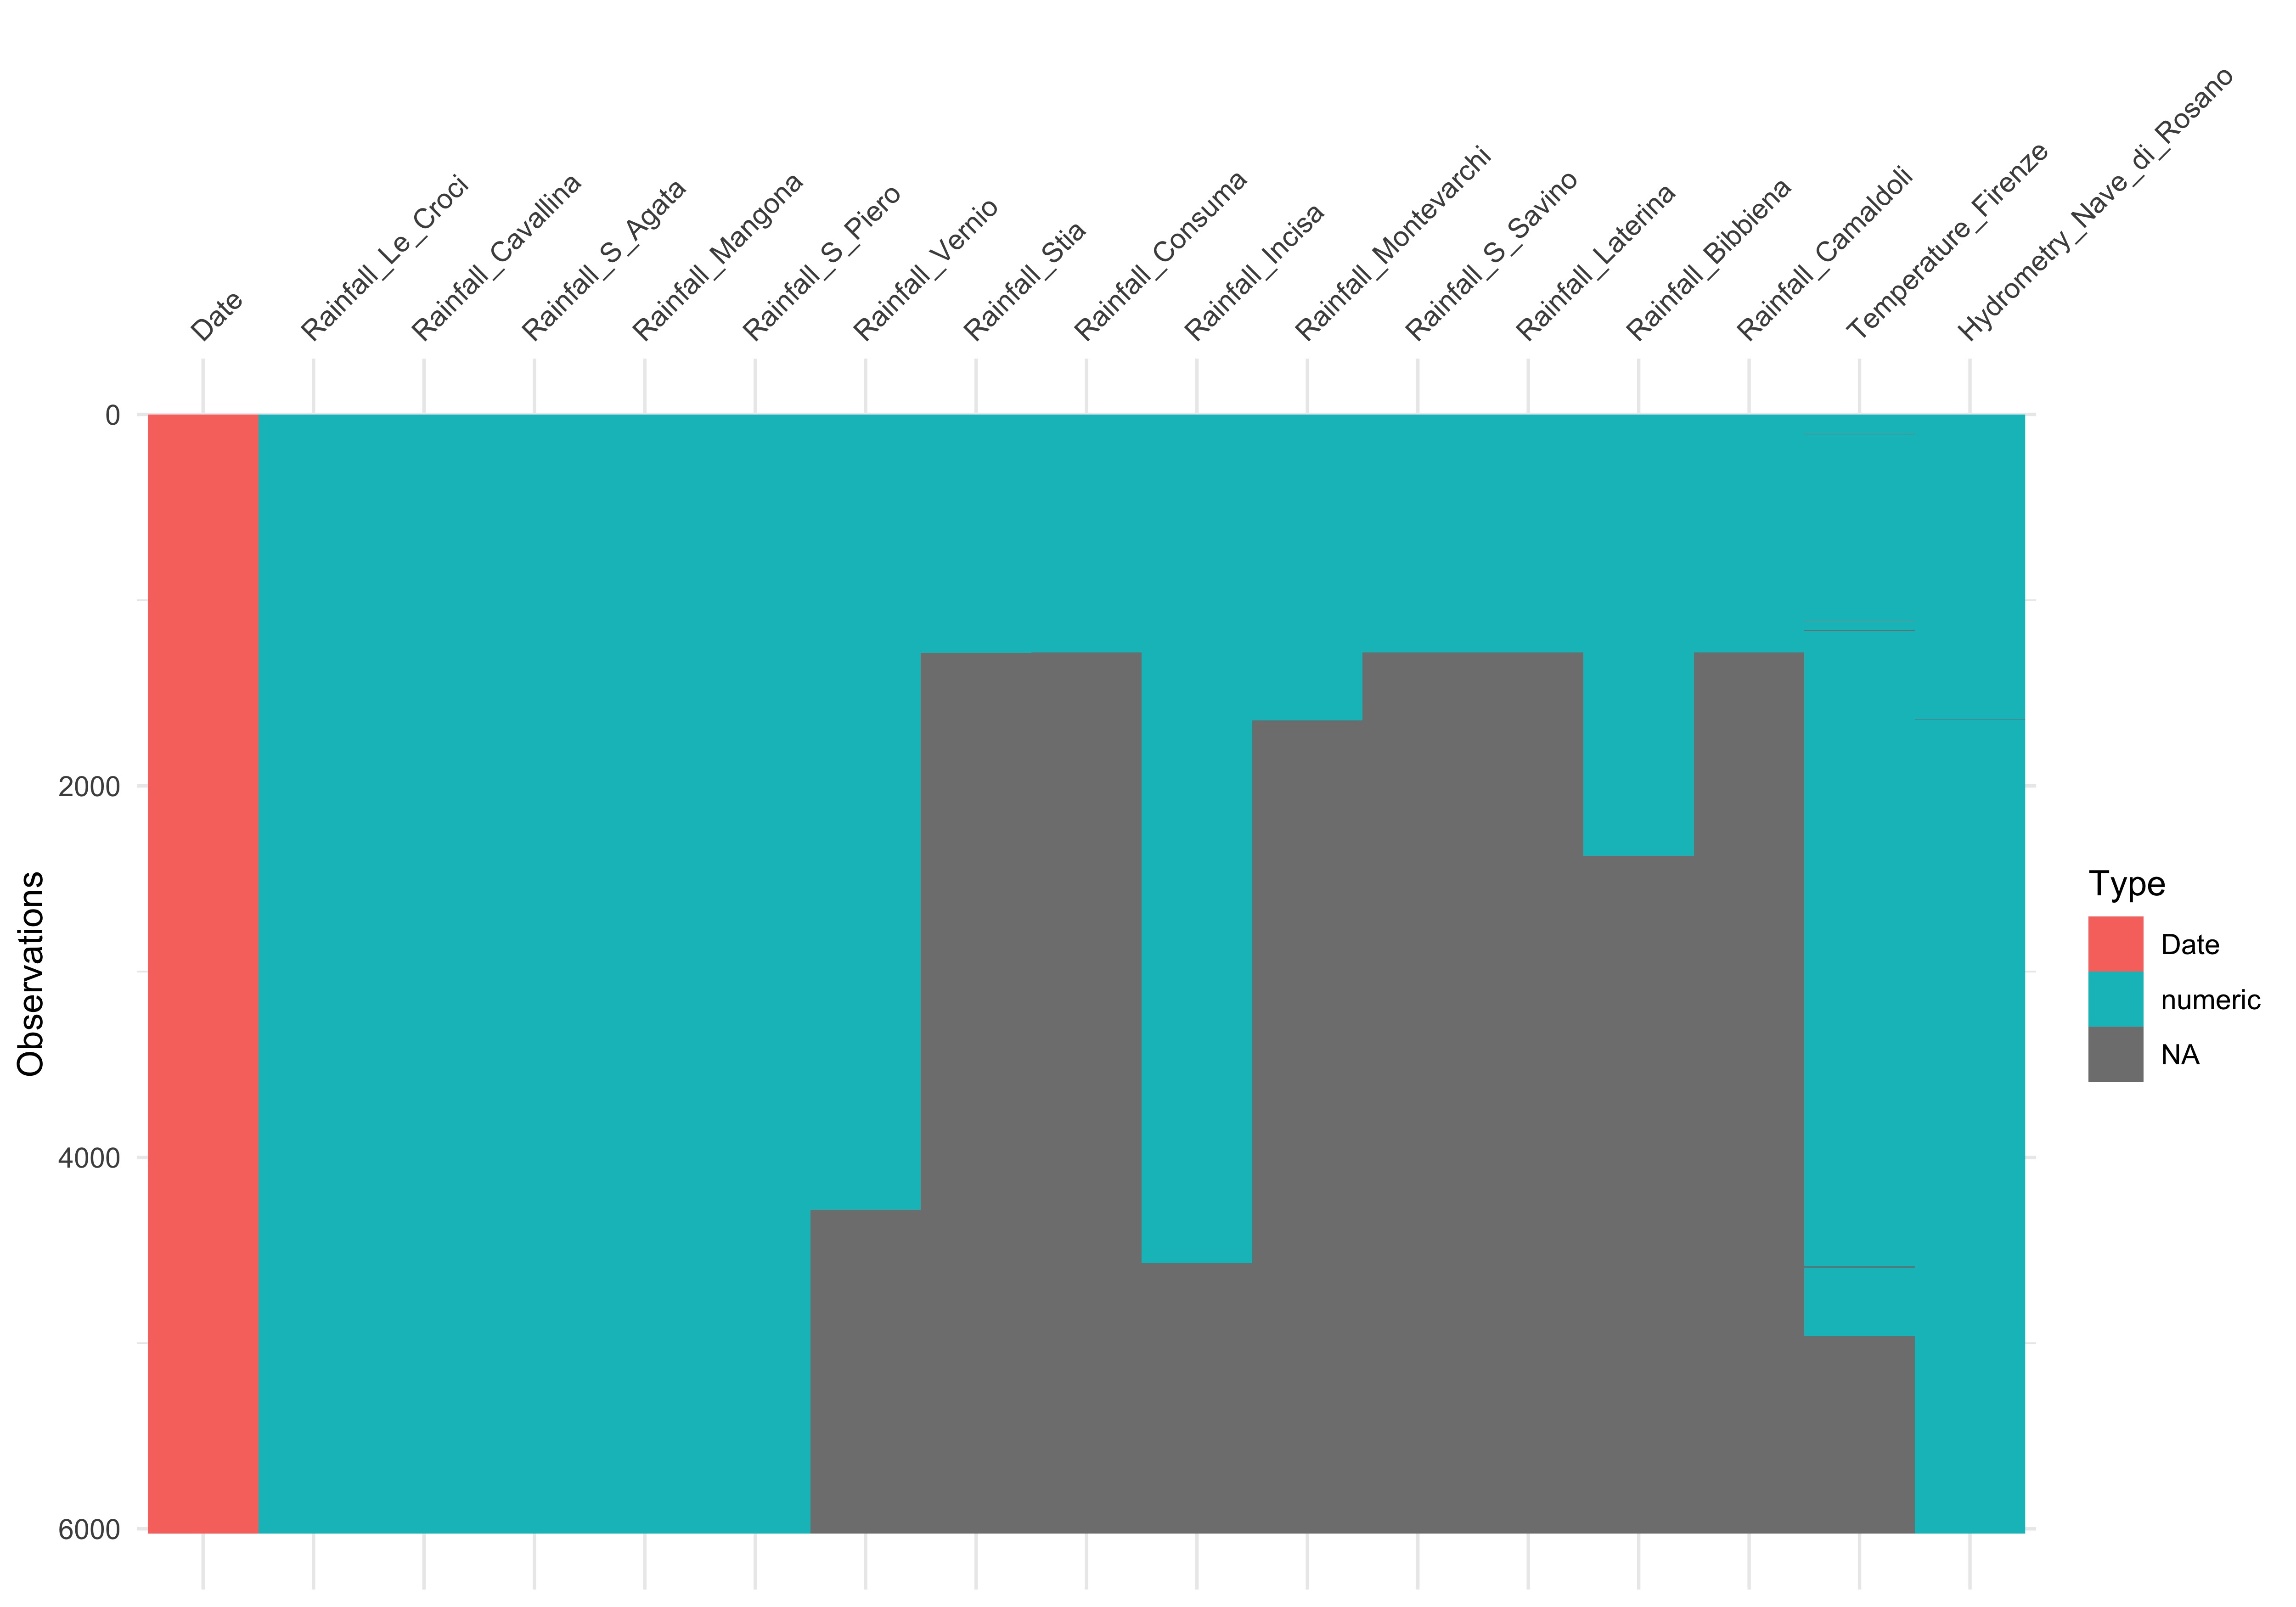 Date
Rainfall_Le_Croci
Rainfall_Cavallina
Rainfall_S_Agata
Rainfall_Mangona
Rainfall_S_Piero
Rainfall_Vernio
Rainfall_Stia
Rainfall_Consuma
Rainfall_Incisa
Rainfall_Montevarchi
Rainfall_S_Savino
Rainfall_Laterina
Rainfall_Bibbiena
Rainfall_Camaldoli
Temperature_Firenze
Hydrometry_Nave_di_Rosano
0
2000
4000
6000
Observations
Type
Date
numeric
NA